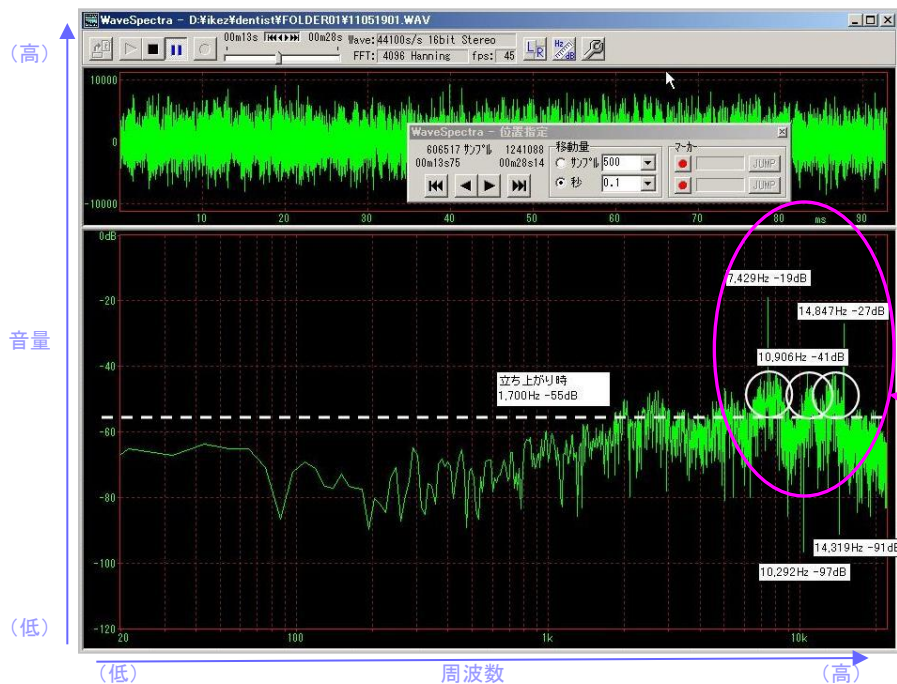 WaveSpectra - D:¥ikez¥dentist¥FOLDER01¥11051901.WAV
00m13s 00m28s Wave: 44100s/s 16bit Stereo
FFT: 4096 Hanning fps: 45
L R Hz dB
(高)
10000
0
-10000
10 20 30 40 50 60 70 80 ms 90
WaveSpectra - 位置指定
606517 サンプル 1241088
00m13s75 00m28s14
移動量
サンプル 500
秒 0.1
マーカー
JUMP
JUMP
0dB
-20
-40
-60
-80
-100
-120
音量
7,429Hz -19dB
14,847Hz -27dB
10,906Hz -41dB
立ち上がり時
1,700Hz -55dB
14,319Hz -91dB
10,292Hz -97dB
(低)
20 100 1k 10k
(低) 周波数 (高)